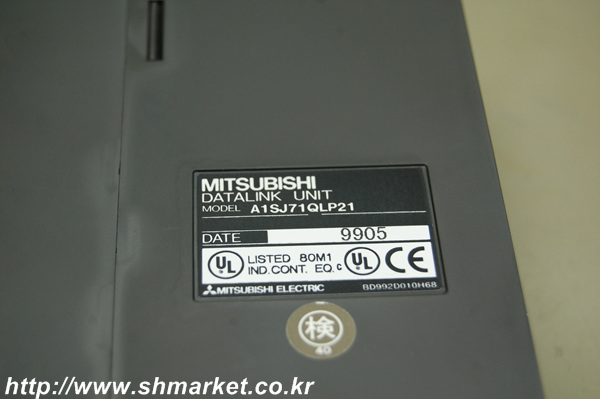 MITSUBISHI
DATALINK UNIT
MODEL A1SJ71QLP21
DATE 9905
UL LISTED 80M1 IND.CONT. EQ. c UL CE
MITSUBISHI ELECTRIC BD992D010H68
検
40
http://www.shmarket.co.kr